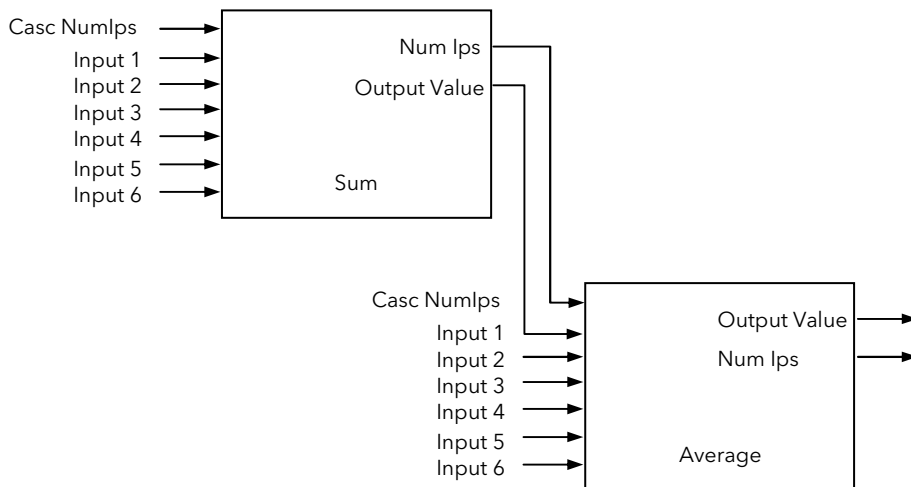 Casc NumIps
Input 1
Input 2
Input 3
Input 4
Input 5
Input 6
Num Ips
Output Value
Sum
Casc NumIps
Input 1
Input 2
Input 3
Input 4
Input 5
Input 6
Output Value
Num Ips
Average